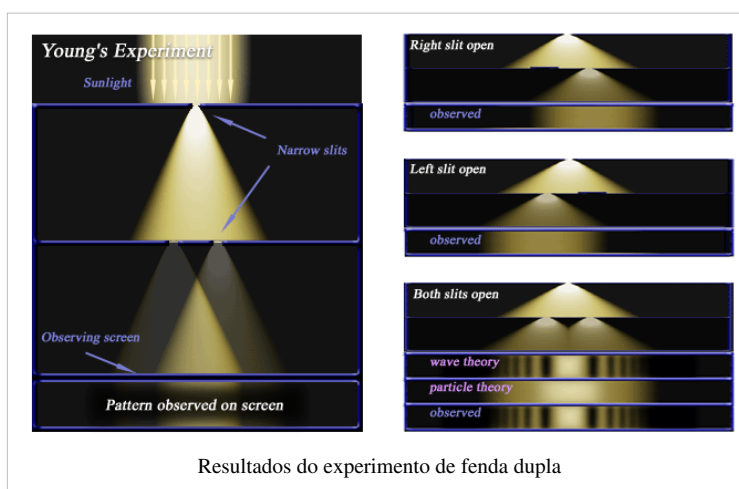 Young's Experiment
Sunlight
Narrow slits
Observing screen
Pattern observed on screen
Right slit open
observed
Left slit open
observed
Both slits open
wave theory
particle theory
observed
Resultados do experimento de fenda dupla